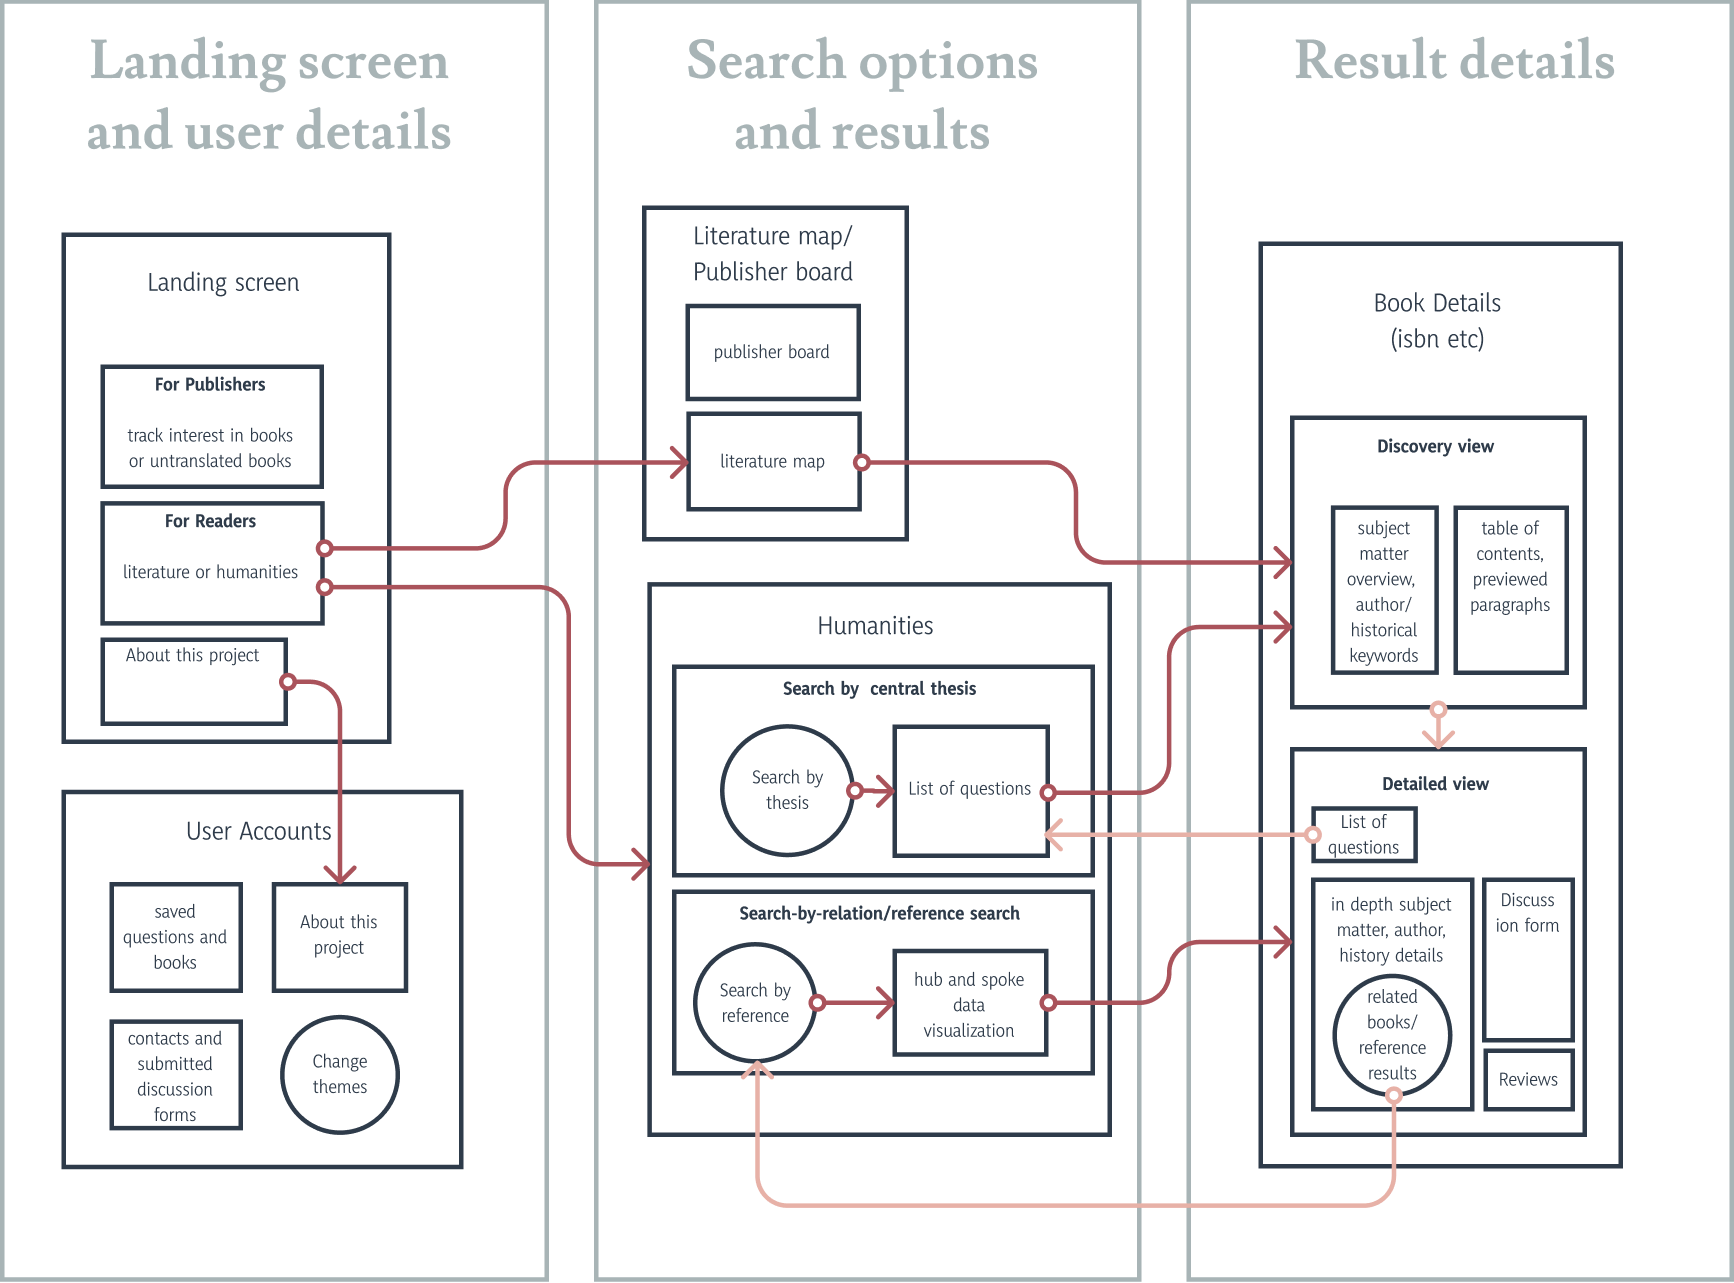 Landing screen
and user details
Landing screen
For Publishers
track interest in books
or untranslated books
For Readers
literature or humanities
About this project
User Accounts
saved
questions and
books
About this
project
contacts and
submitted
discussion
forms
Change
themes
Search options
and results
Literature map/
Publisher board
publisher board
literature map
Humanities
Search by  central thesis
Search by
thesis
List of questions
Search-by-relation/reference search
Search by
reference
hub and spoke
data
visualization
Result details
Book Details
(isbn etc)
Discovery view
subject
matter
overview,
author/
historical
keywords
table of
contents,
previewed
paragraphs
Detailed view
List of
questions
in depth subject
matter, author,
history details
related
books/
reference
results
Discuss
ion form
Reviews